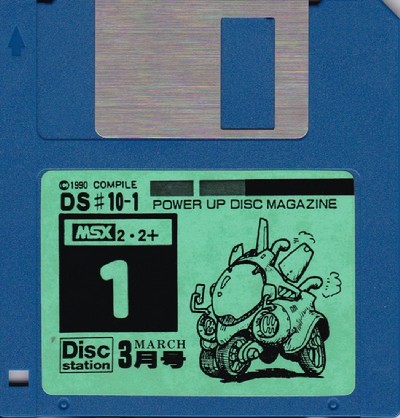 ©1990 COMPILE
DS#10-1 POWER UP DISC MAGAZINE
MSX 2・2+
1
Disc station
3月号 MARCH